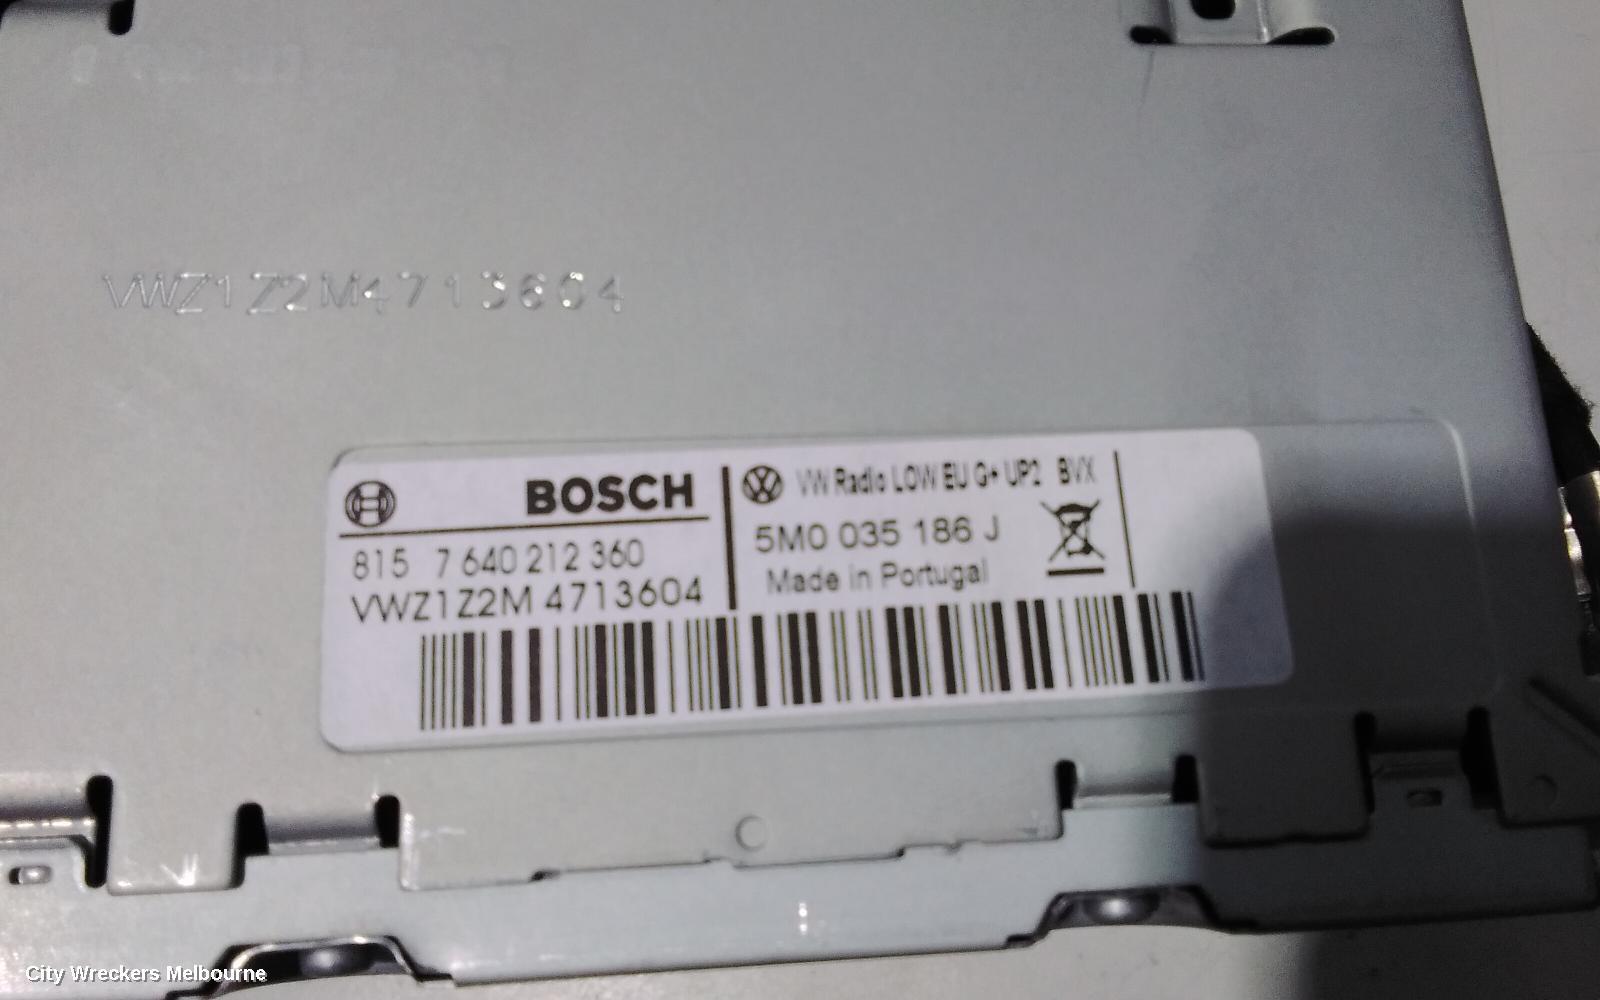 VWZ1Z2M4713604
BOSCH
815 7 640 212 360
VWZ1Z2M 4713604
VW Radio LOW EU G+ UP2 BVX
5M0 035 186 J
Made in Portugal
City Wreckers Melbourne